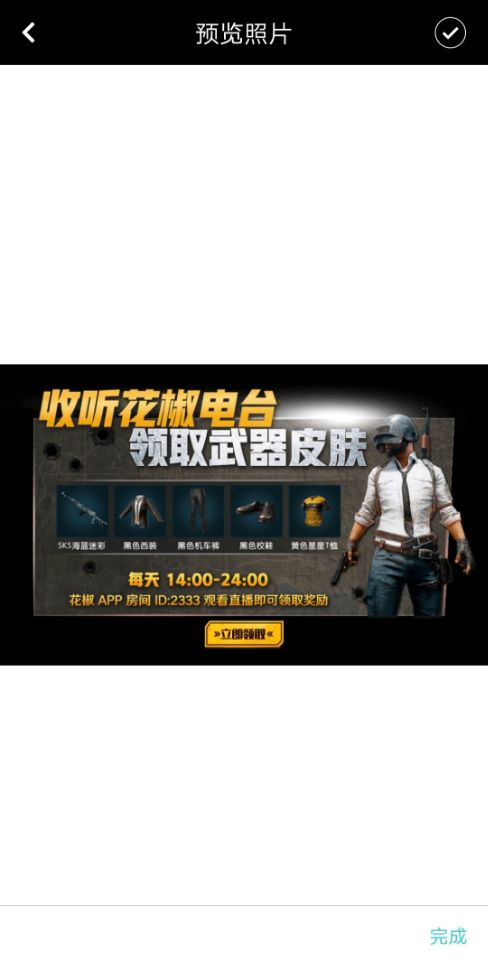 预览照片
收听花椒电台
领取武器皮肤
SKS海蓝迷彩 黑色西装 黑色机车裤 黑色校鞋 黄色星星T恤
每天 14:00-24:00
花椒 APP 房间 ID:2333 观看直播即可领取奖励
»立即领取«
完成